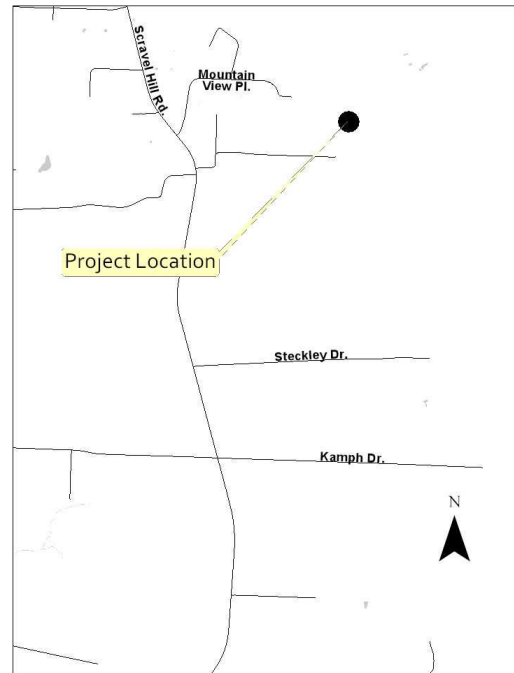 Scravel Hill Rd.
Mountain
View Pl.
Project Location
Steckley Dr.
Kamph Dr.
N